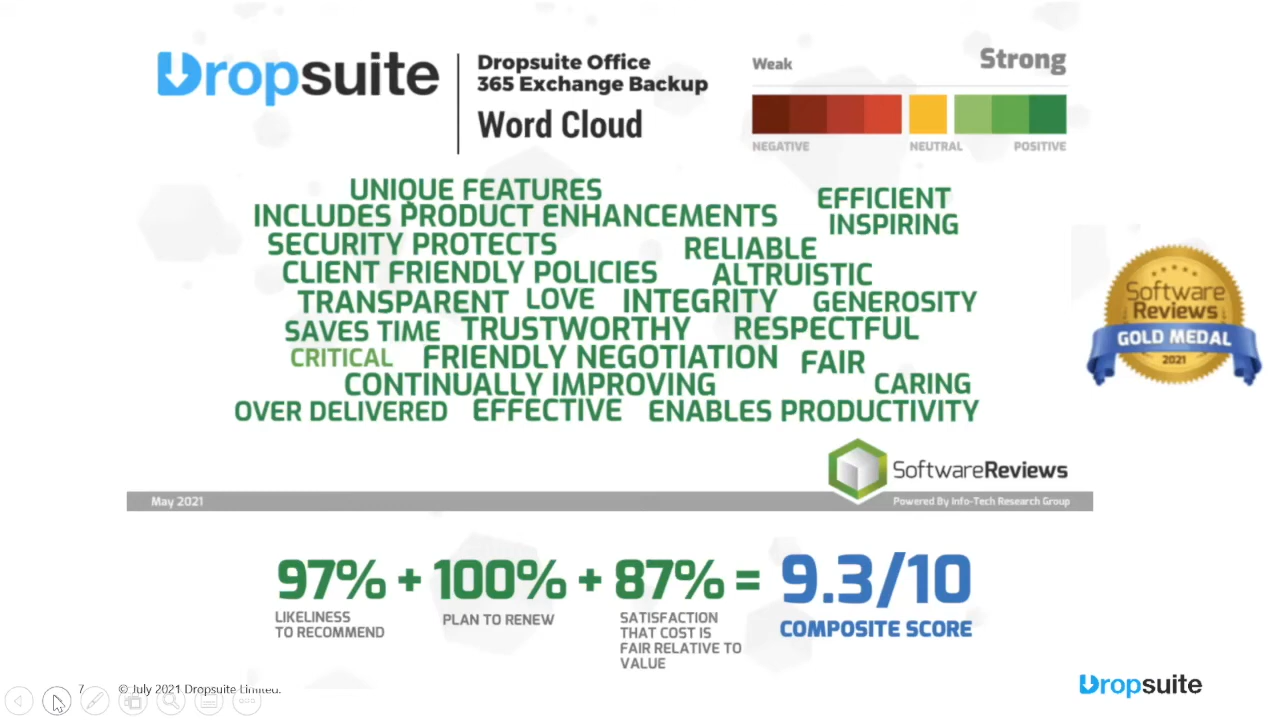 Dropsuite
Dropsuite Office
365 Exchange Backup
Word Cloud
Weak
Strong
NEGATIVE
NEUTRAL
POSITIVE
UNIQUE FEATURES
EFFICIENT
INCLUDES PRODUCT ENHANCEMENTS
INSPIRING
SECURITY PROTECTS
RELIABLE
CLIENT FRIENDLY POLICIES
ALTRUISTIC
TRANSPARENT LOVE INTEGRITY GENEROSITY
SAVES TIME TRUSTWORTHY RESPECTFUL
CRITICAL FRIENDLY NEGOTIATION FAIR
CONTINUALLY IMPROVING CARING
OVER DELIVERED EFFECTIVE ENABLES PRODUCTIVITY
Software
Reviews
GOLD MEDAL
2021
SoftwareReviews
May 2021
Powered By Info-Tech Research Group
97% + 100% + 87% = 9.3/10
LIKELINESS
TO RECOMMEND
PLAN TO RENEW
SATISFACTION
THAT COST IS
FAIR RELATIVE TO
VALUE
COMPOSITE SCORE
7
© July 2021 Dropsuite Limited.
Dropsuite